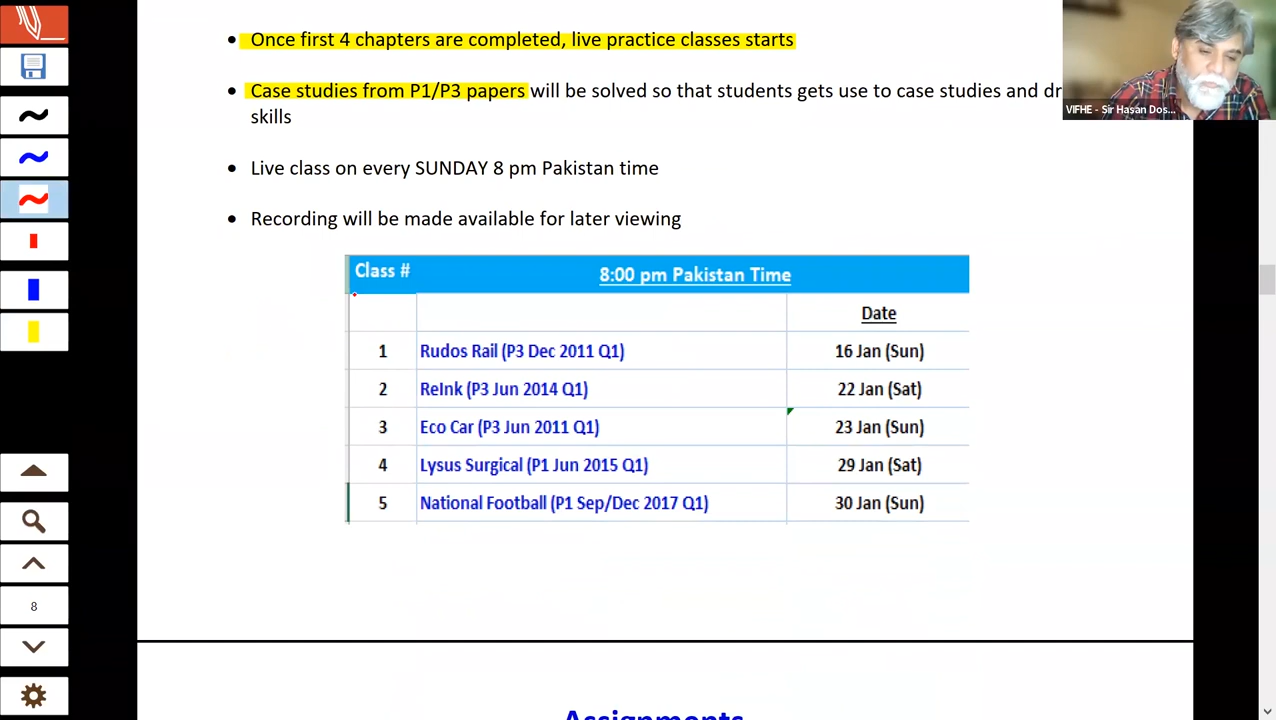 • Once first 4 chapters are completed, live practice classes starts
• Case studies from P1/P3 papers will be solved so that students gets use to case studies and
skills
• Live class on every SUNDAY 8 pm Pakistan time
• Recording will be made available for later viewing
VIFHE - Sir Hasan Dos...
Class # 8:00 pm Pakistan Time
Date
1 Rudos Rail (P3 Dec 2011 Q1) 16 Jan (Sun)
2 ReInk (P3 Jun 2014 Q1) 22 Jan (Sat)
3 Eco Car (P3 Jun 2011 Q1) 23 Jan (Sun)
4 Lysus Surgical (P1 Jun 2015 Q1) 29 Jan (Sat)
5 National Football (P1 Sep/Dec 2017 Q1) 30 Jan (Sun)
8
Assignments